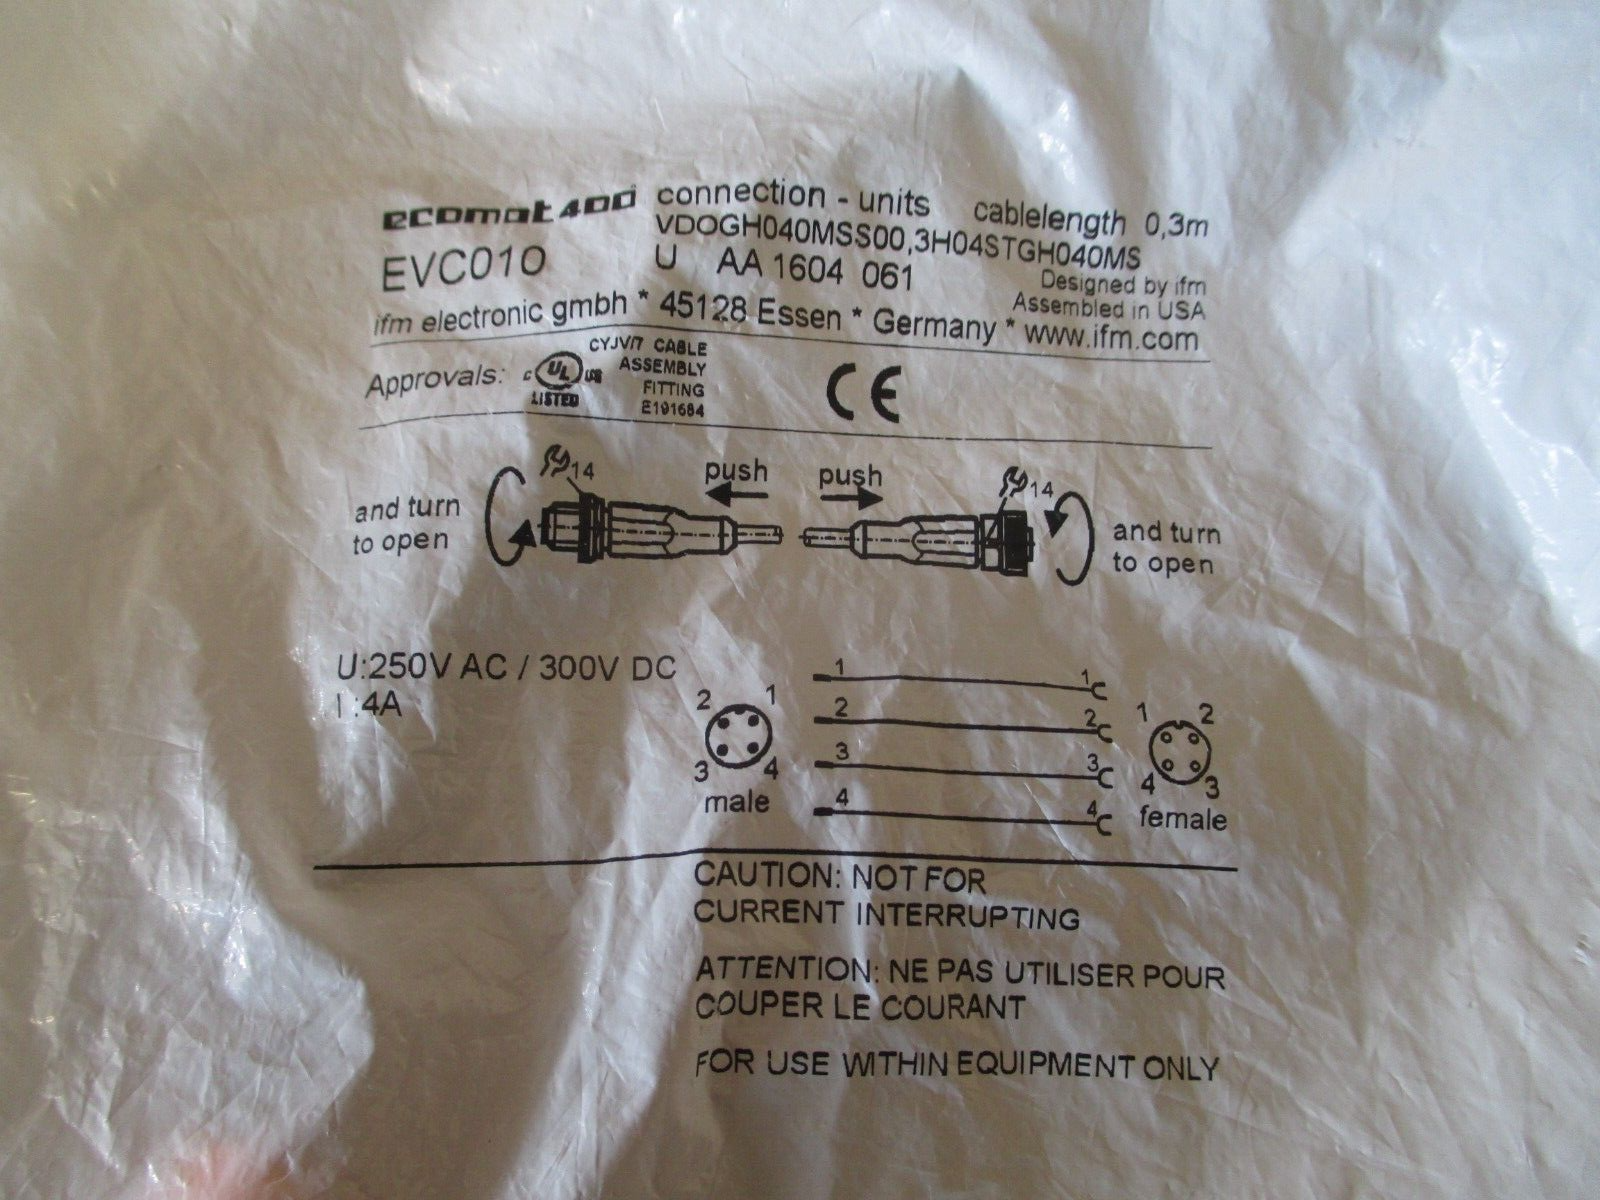 ecomat 400 connection - units cablelength 0,3m
EVC010 VDOGH040MSS00,3H04STGH040MS
U AA 1604 061 Designed by ifm
Assembled in USA
ifm electronic gmbh * 45128 Essen * Germany * www.ifm.com
Approvals: c UL us LISTED
CYJV/7 CABLE
ASSEMBLY
FITTING
E191684
CE
14 push push 14
and turn
to open
and turn
to open
U:250V AC / 300V DC
I :4A
2 1
3 4
male
1 1
2 2
3 3
4 4
1 2
4 3
female
CAUTION: NOT FOR
CURRENT INTERRUPTING
ATTENTION: NE PAS UTILISER POUR
COUPER LE COURANT
FOR USE WITHIN EQUIPMENT ONLY